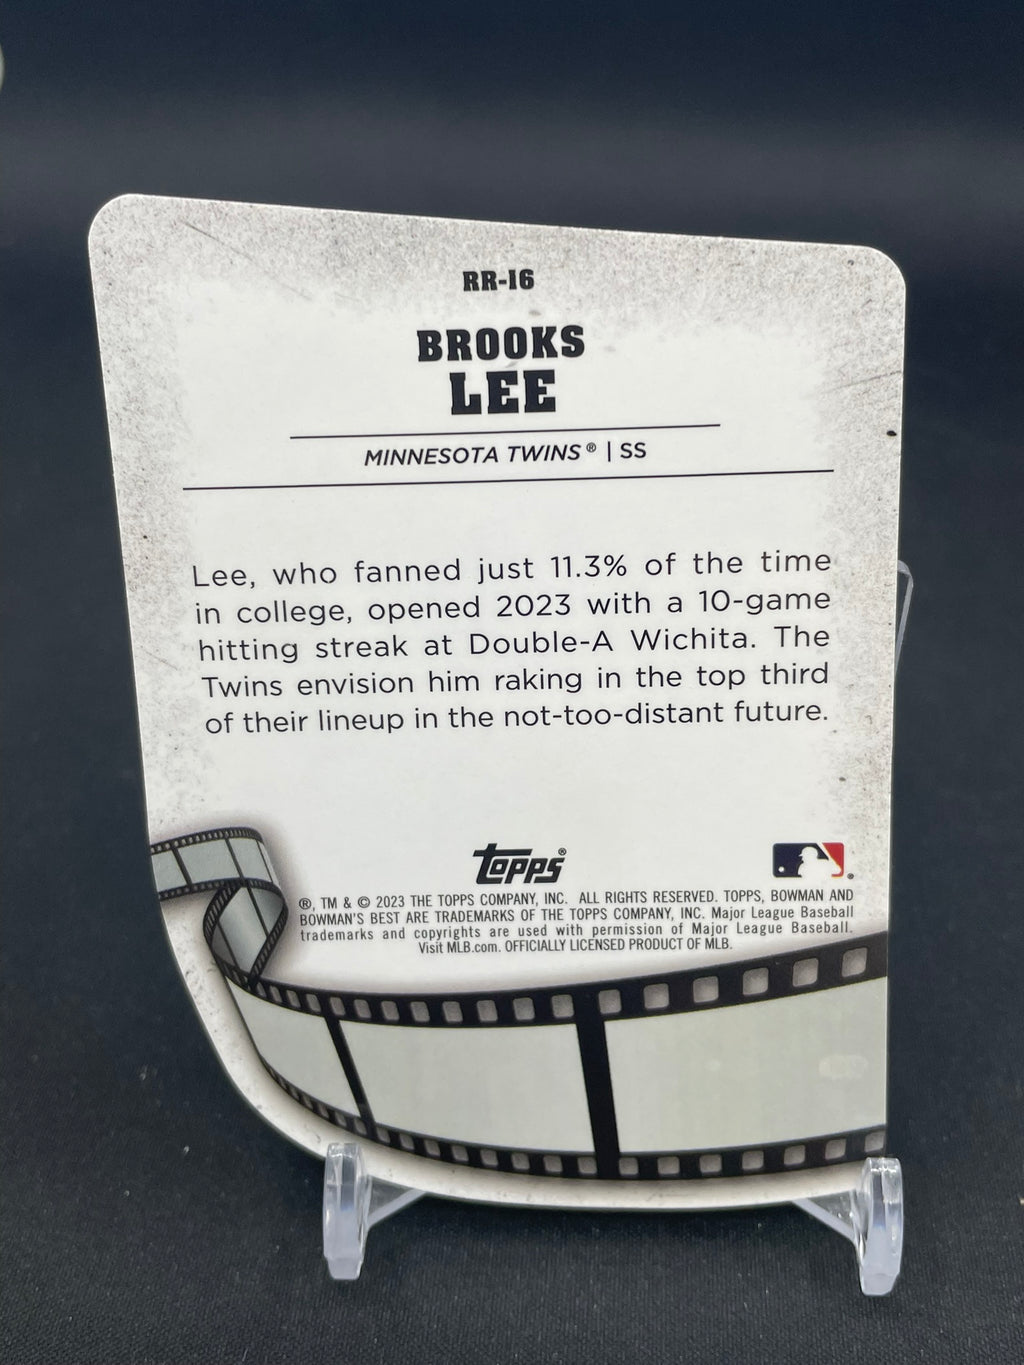 RR-16
BROOKS
LEE
MINNESOTA TWINS® | SS
Lee, who fanned just 11.3% of the time
in college, opened 2023 with a 10-game
hitting streak at Double-A Wichita. The
Twins envision him raking in the top third
of their lineup in the not-too-distant future.
Topps®
®, TM & © 2023 THE TOPPS COMPANY, INC. ALL RIGHTS RESERVED. TOPPS, BOWMAN AND
BOWMAN'S BEST ARE TRADEMARKS OF THE TOPPS COMPANY, INC. Major League Baseball
trademarks and copyrights are used with permission of Major League Baseball.
Visit MLB.com. OFFICIALLY LICENSED PRODUCT OF MLB.